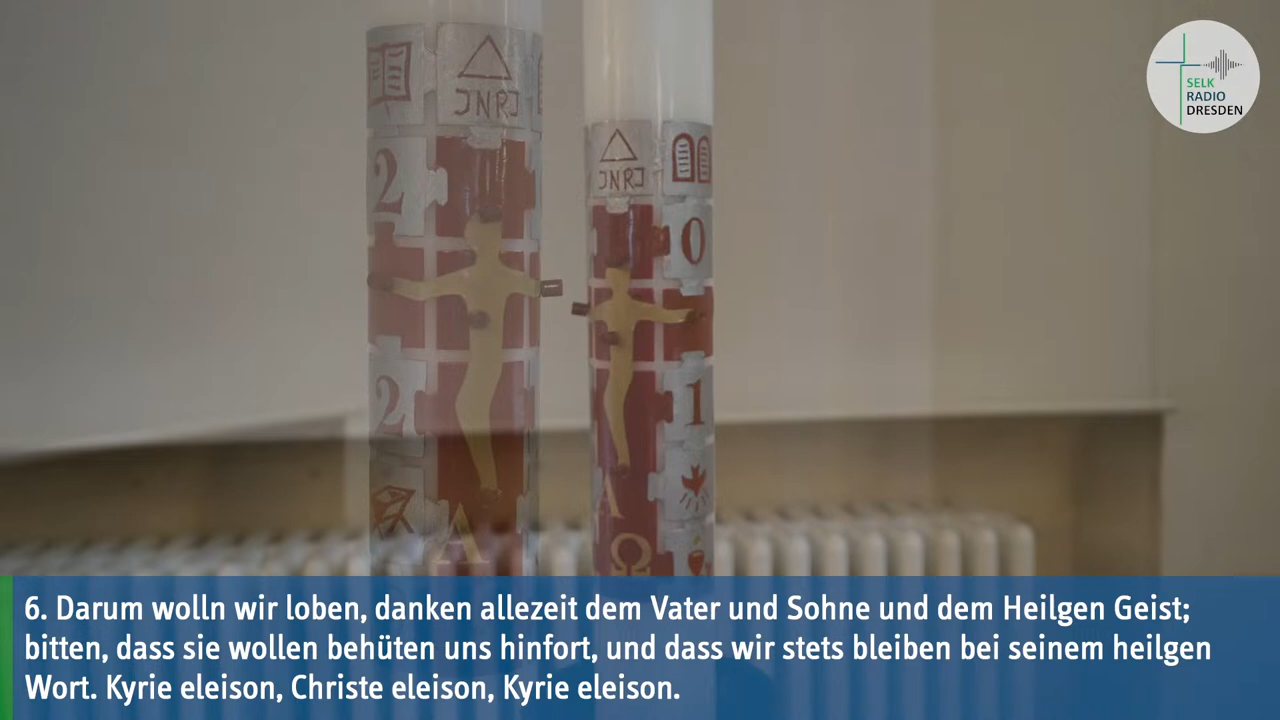 JNRJ
JNRJ
2
0
2
1
Α
Α
Ω
SELK
RADIO
DRESDEN
6. Darum wolln wir loben, danken allezeit dem Vater und Sohne und dem Heilgen Geist;
bitten, dass sie wollen behüten uns hinfort, und dass wir stets bleiben bei seinem heilgen
Wort. Kyrie eleison, Christe eleison, Kyrie eleison.